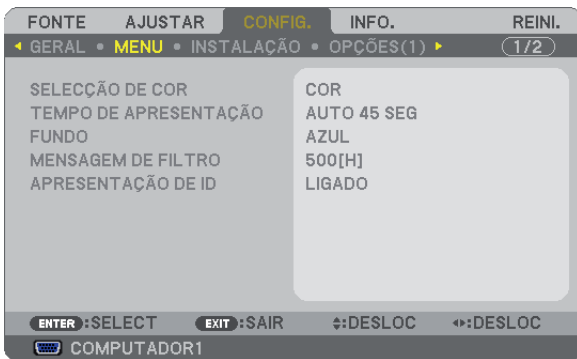 FONTE AJUSTAR CONFIG. INFO. REINI.
GERAL • MENU • INSTALAÇÃO • OPÇÕES(1) 1/2
SELECÇÃO DE COR COR
TEMPO DE APRESENTAÇÃO AUTO 45 SEG
FUNDO AZUL
MENSAGEM DE FILTRO 500[H]
APRESENTAÇÃO DE ID LIGADO
ENTER :SELECT EXIT :SAIR :DESLOC :DESLOC
COMPUTADOR1